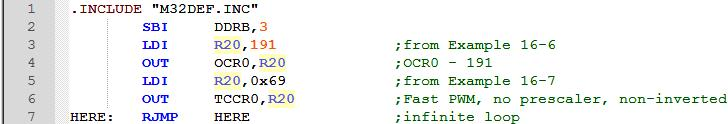 1 .INCLUDE "M32DEF.INC"
2 SBI DDRB,3
3 LDI R20,191 ;from Example 16-6
4 OUT OCR0,R20 ;OCR0 - 191
5 LDI R20,0x69 ;from Example 16-7
6 OUT TCCR0,R20 ;Fast PWM, no prescaler, non-inverted
7 HERE: RJMP HERE ;infinite loop